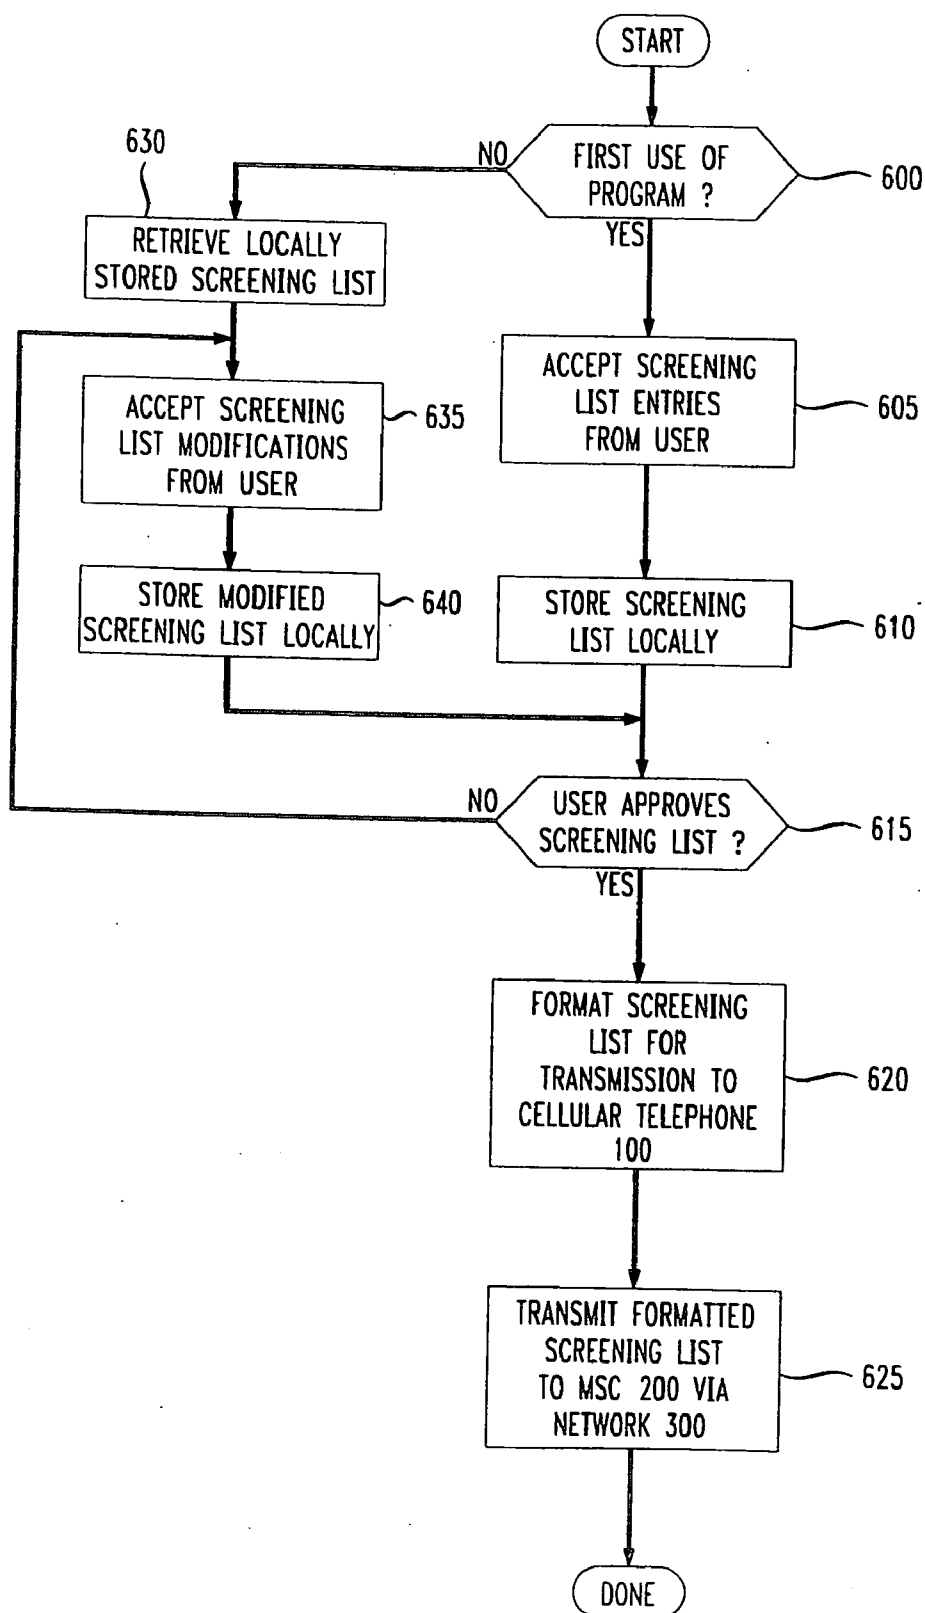 START
FIRST USE OF
PROGRAM ?
600
NO
YES
630
RETRIEVE LOCALLY
STORED SCREENING LIST
ACCEPT SCREENING
LIST MODIFICATIONS
FROM USER
635
ACCEPT SCREENING
LIST ENTRIES
FROM USER
605
STORE MODIFIED
SCREENING LIST LOCALLY
640
STORE SCREENING
LIST LOCALLY
610
USER APPROVES
SCREENING LIST ?
615
NO
YES
FORMAT SCREENING
LIST FOR
TRANSMISSION TO
CELLULAR TELEPHONE
100
620
TRANSMIT FORMATTED
SCREENING LIST
TO MSC 200 VIA
NETWORK 300
625
DONE